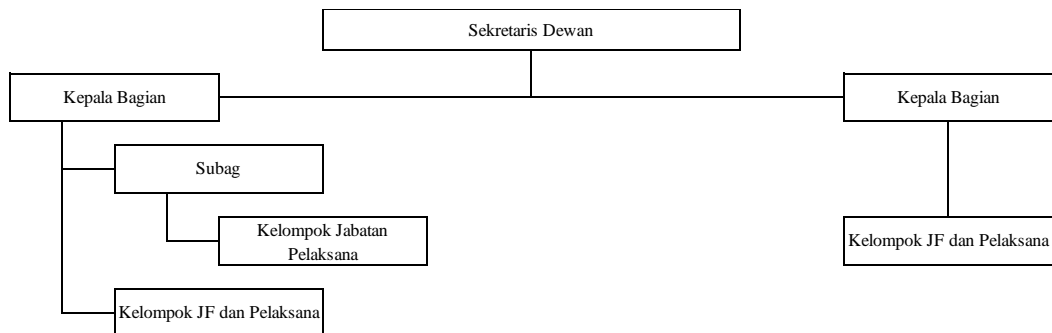 Sekretaris Dewan
Kepala Bagian
Kepala Bagian
Subag
Kelompok Jabatan
Pelaksana
Kelompok JF dan Pelaksana
Kelompok JF dan Pelaksana